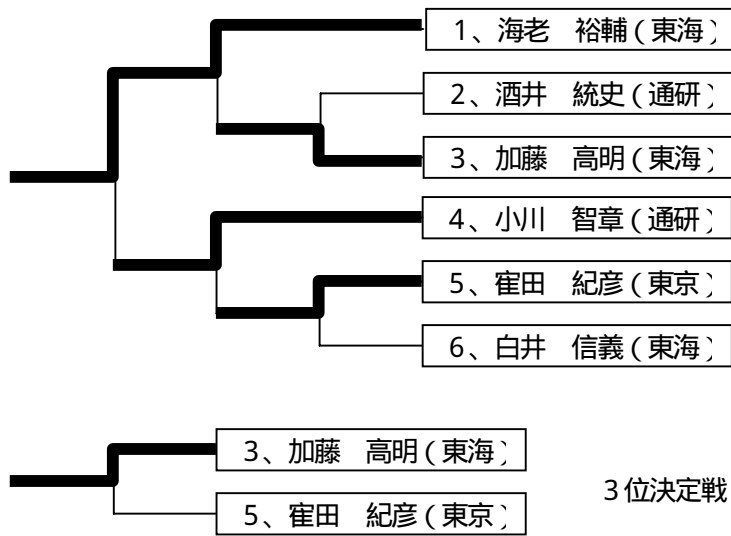 1、海老　裕輔(東海)
2、酒井　統史(通研)
3、加藤　高明(東海)
4、小川　智章(通研)
5、寉田　紀彦(東京)
6、白井　信義(東海)
3、加藤　高明(東海)
5、寉田　紀彦(東京)
3位決定戦